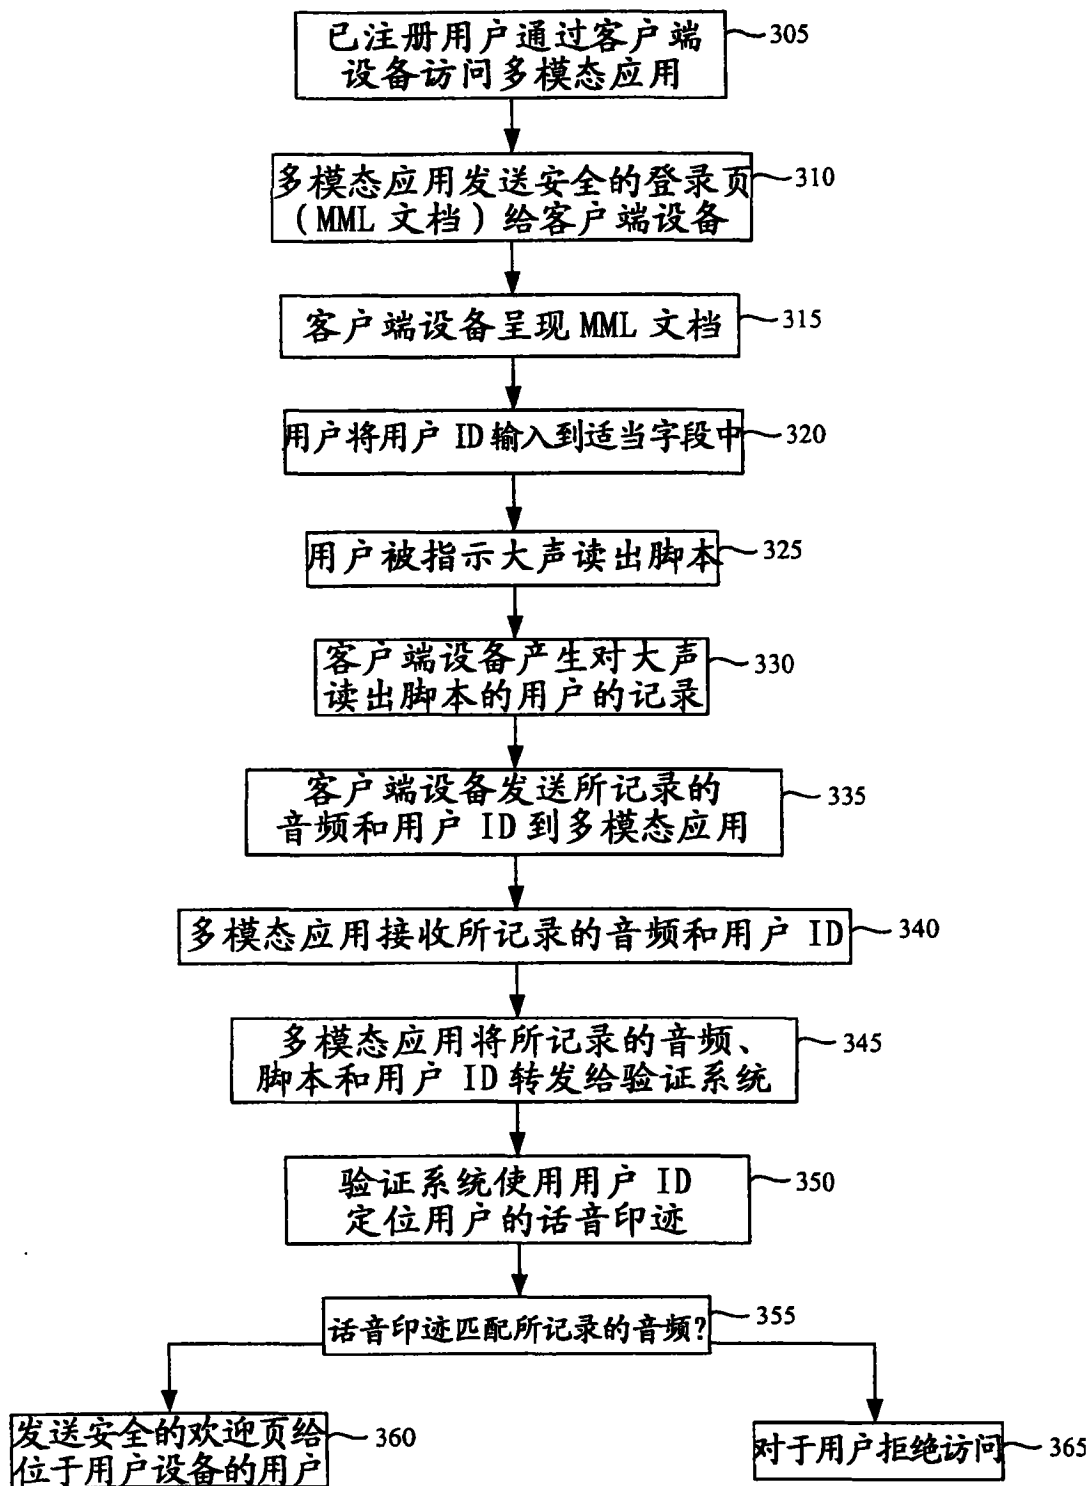 已注册用户通过客户端
设备访问多模态应用
305
多模态应用发送安全的登录页
(MML 文档)给客户端设备
310
客户端设备呈现 MML 文档
315
用户将用户 ID 输入到适当字段中
320
用户被指示大声读出脚本
325
客户端设备产生对大声
读出脚本的用户的记录
330
客户端设备发送所记录的
音频和用户 ID 到多模态应用
335
多模态应用接收所记录的音频和用户 ID
340
多模态应用将所记录的音频、
脚本和用户 ID 转发给验证系统
345
验证系统使用用户 ID
定位用户的话音印迹
350
话音印迹匹配所记录的音频?
355
发送安全的欢迎页给
位于用户设备的用户
360
对于用户拒绝访问
365